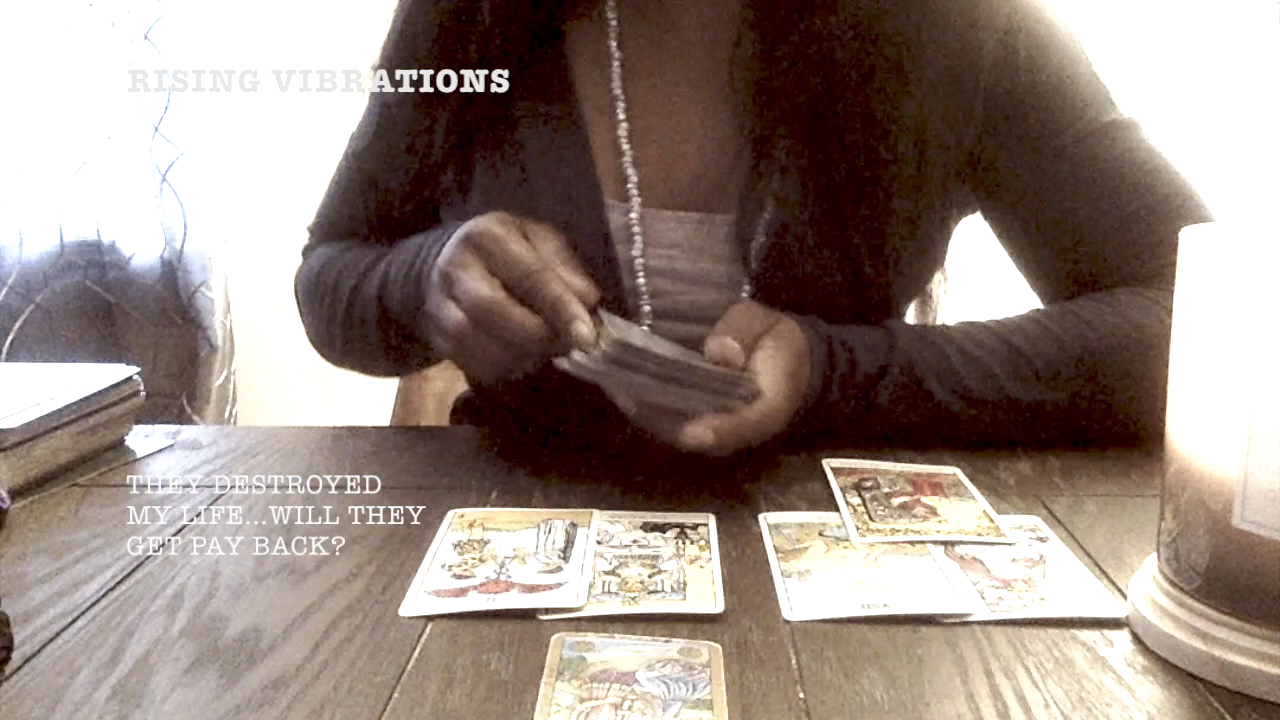 RISING VIBRATIONS
THEY DESTROYED
MY LIFE...WILL THEY
GET PAY BACK?